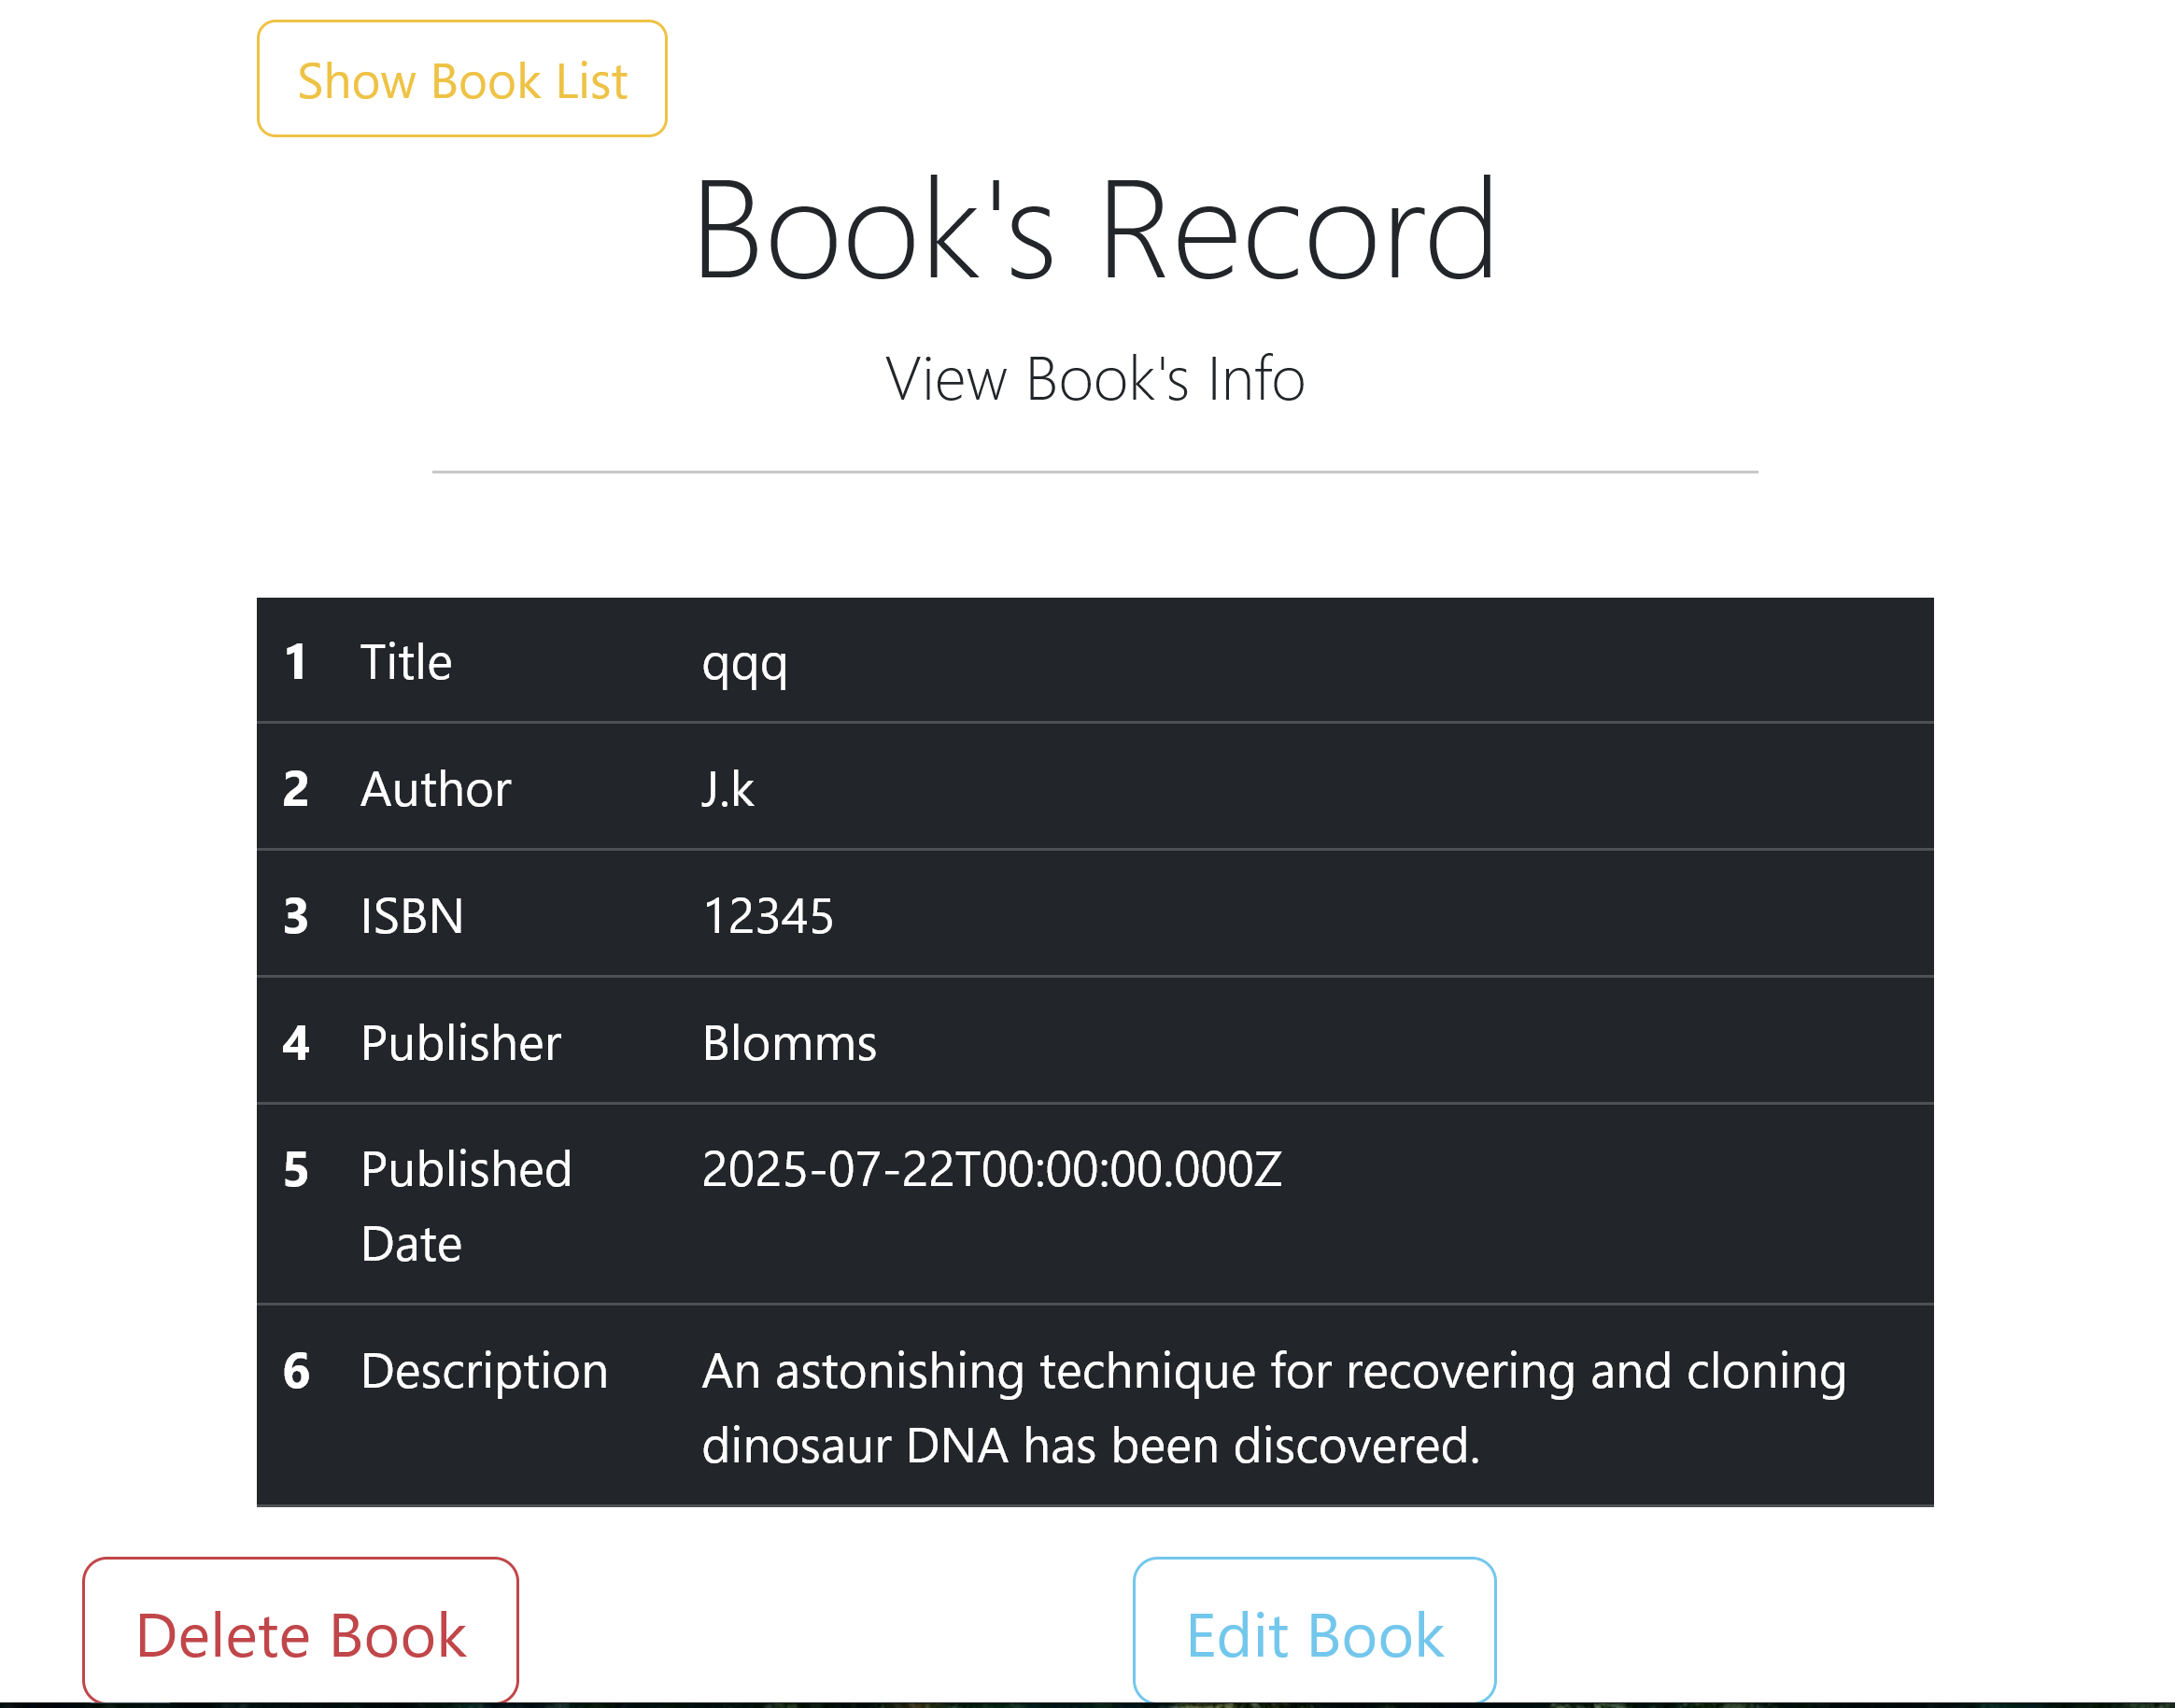 Show Book List
Book's Record
View Book's Info
1 Title qqq
2 Author J.k
3 ISBN 12345
4 Publisher Blomms
5 Published 2025-07-22T00:00:00.000Z
Date
6 Description An astonishing technique for recovering and cloning
dinosaur DNA has been discovered.
Delete Book Edit Book